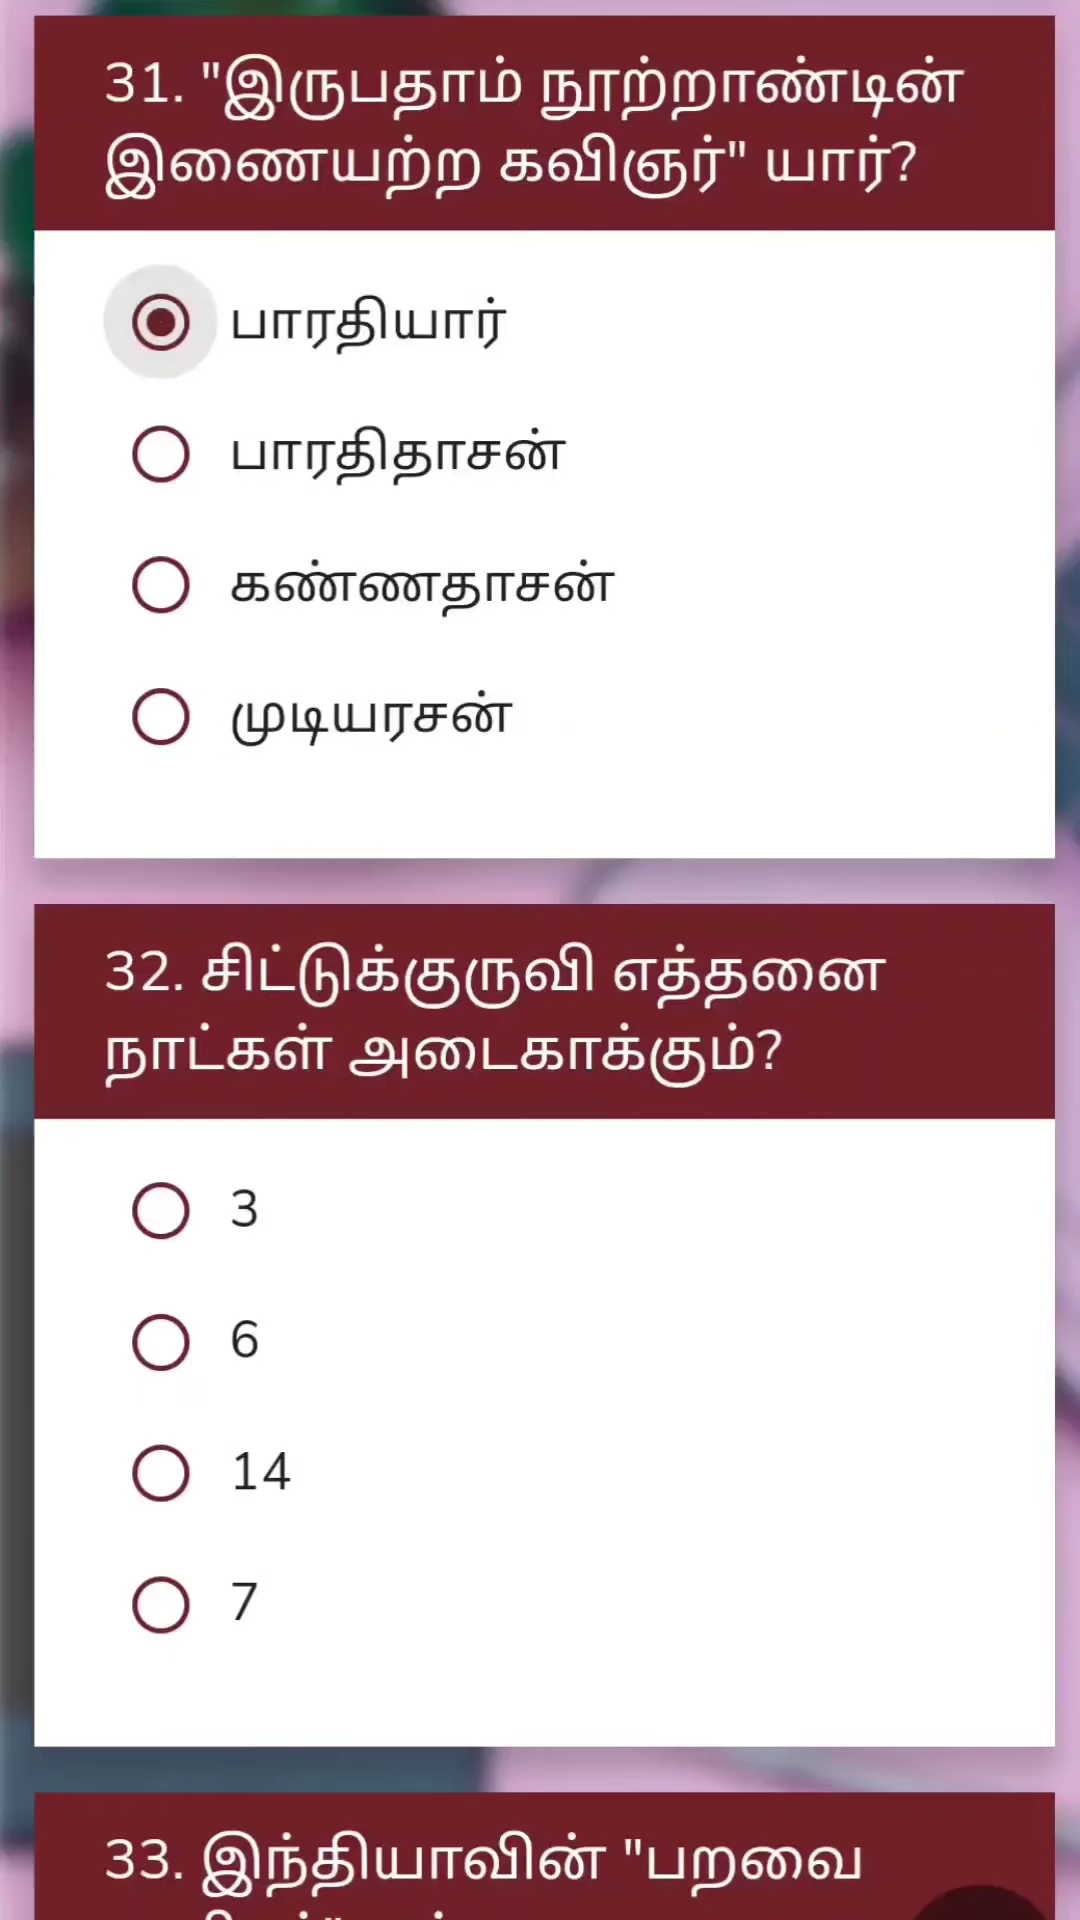 31. "இருபதாம் நூற்றாண்டின்
இணையற்ற கவிஞர்" யார்?
பாரதியார்
பாரதிதாசன்
கண்ணதாசன்
முடியரசன்
32. சிட்டுக்குருவி எத்தனை
நாட்கள் அடைகாக்கும்?
3
6
14
7
33. இந்தியாவின் "பறவை